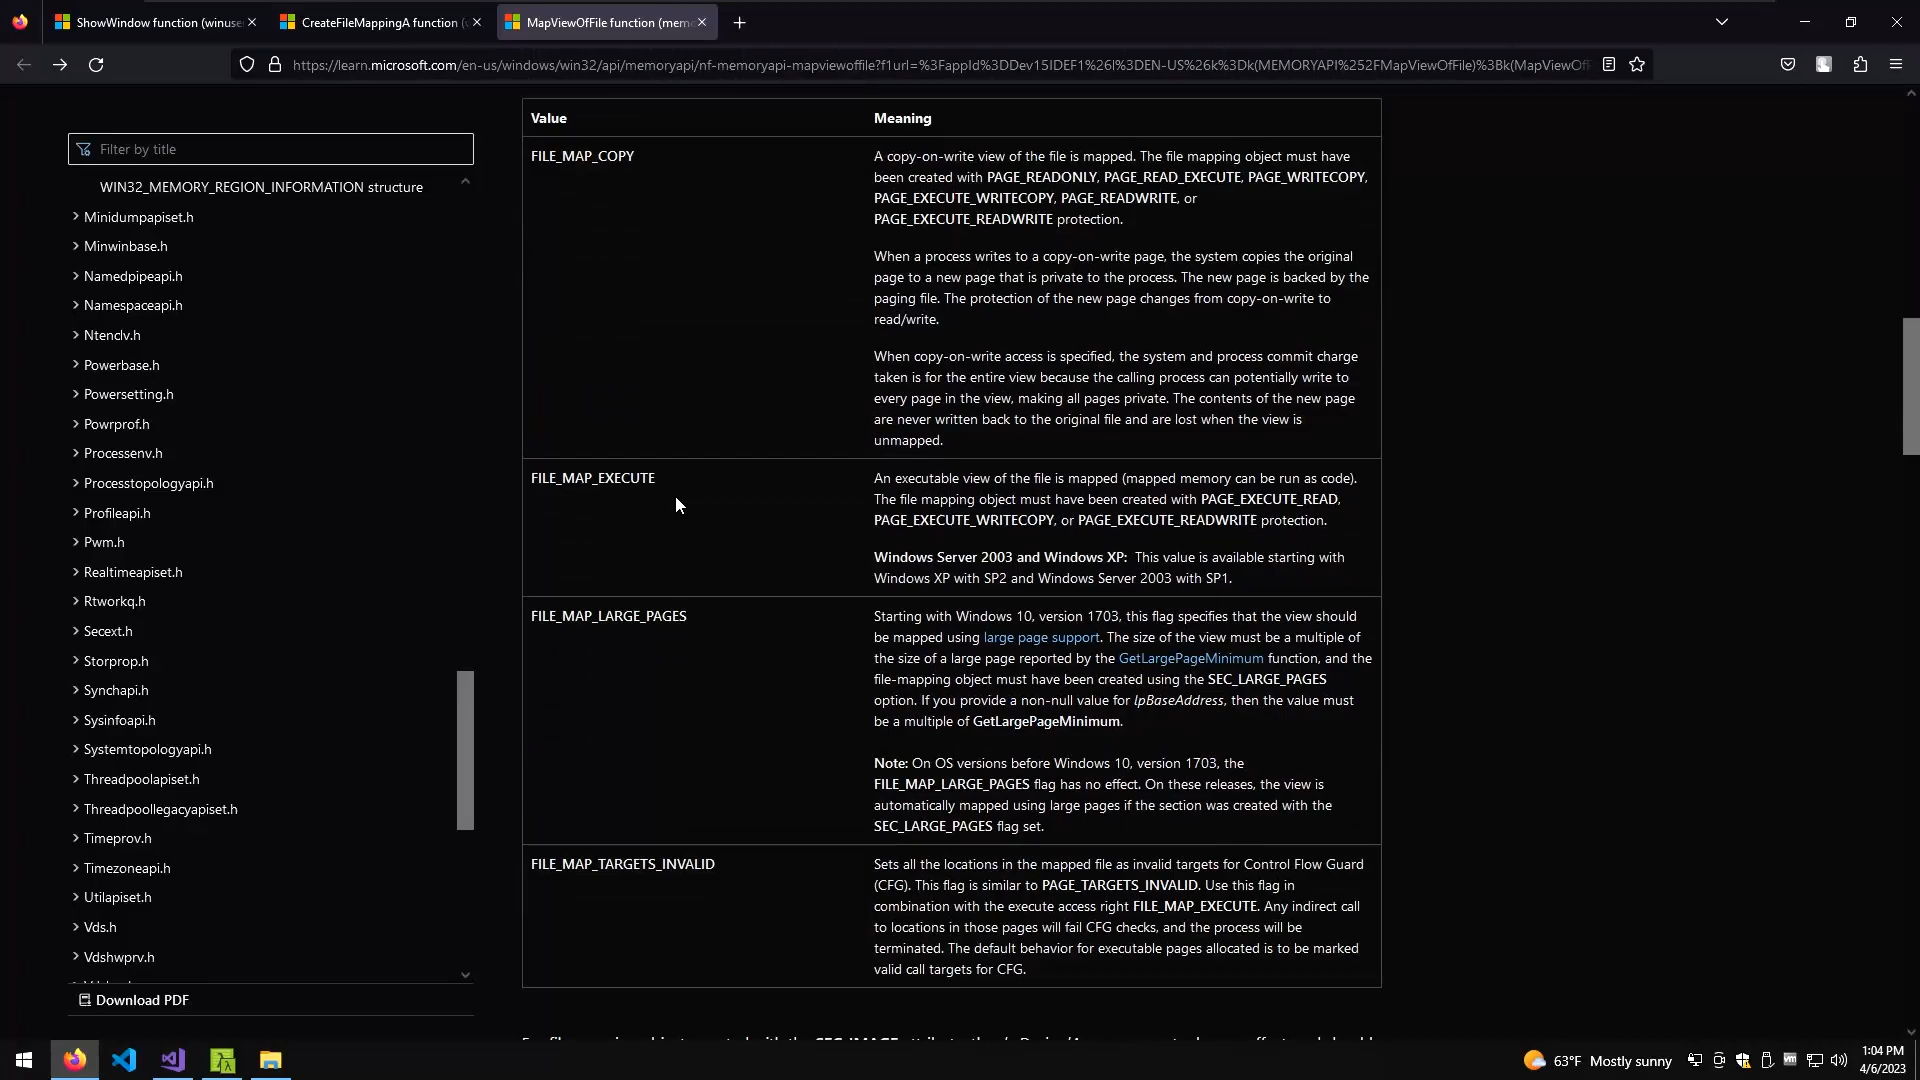 ShowWindow function (winuse
CreateFileMappingA function (
MapViewOfFile function (mem
https://learn.microsoft.com/en-us/windows/win32/api/memoryapi/nf-memoryapi-mapviewoffile?f1url=%3FappId%3DDev15IDEF1%26l%3DEN-US%26k%3Dk(MEMORYAPI%252FMapViewOfFile)%3Bk(MapViewOfF
Filter by title
WIN32_MEMORY_REGION_INFORMATION structure
Minidumpapiset.h
Minwinbase.h
Namedpipeapi.h
Namespaceapi.h
Ntenclv.h
Powerbase.h
Powersetting.h
Powrprof.h
Processenv.h
Processtopologyapi.h
Profileapi.h
Pwm.h
Realtimeapiset.h
Rtworkq.h
Secext.h
Storprop.h
Synchapi.h
Sysinfoapi.h
Systemtopologyapi.h
Threadpoolapiset.h
Threadpoollegacyapiset.h
Timeprov.h
Timezoneapi.h
Utilapiset.h
Vds.h
Vdshwprv.h
Download PDF
Value Meaning
FILE_MAP_COPY
A copy-on-write view of the file is mapped. The file mapping object must have
been created with PAGE_READONLY, PAGE_READ_EXECUTE, PAGE_WRITECOPY,
PAGE_EXECUTE_WRITECOPY, PAGE_READWRITE, or
PAGE_EXECUTE_READWRITE protection.
When a process writes to a copy-on-write page, the system copies the original
page to a new page that is private to the process. The new page is backed by the
paging file. The protection of the new page changes from copy-on-write to
read/write.
When copy-on-write access is specified, the system and process commit charge
taken is for the entire view because the calling process can potentially write to
every page in the view, making all pages private. The contents of the new page
are never written back to the original file and are lost when the view is
unmapped.
FILE_MAP_EXECUTE
An executable view of the file is mapped (mapped memory can be run as code).
The file mapping object must have been created with PAGE_EXECUTE_READ,
PAGE_EXECUTE_WRITECOPY, or PAGE_EXECUTE_READWRITE protection.
Windows Server 2003 and Windows XP: This value is available starting with
Windows XP with SP2 and Windows Server 2003 with SP1.
FILE_MAP_LARGE_PAGES
Starting with Windows 10, version 1703, this flag specifies that the view should
be mapped using large page support. The size of the view must be a multiple of
the size of a large page reported by the GetLargePageMinimum function, and the
file-mapping object must have been created using the SEC_LARGE_PAGES
option. If you provide a non-null value for lpBaseAddress, then the value must
be a multiple of GetLargePageMinimum.
Note: On OS versions before Windows 10, version 1703, the
FILE_MAP_LARGE_PAGES flag has no effect. On these releases, the view is
automatically mapped using large pages if the section was created with the
SEC_LARGE_PAGES flag set.
FILE_MAP_TARGETS_INVALID
Sets all the locations in the mapped file as invalid targets for Control Flow Guard
(CFG). This flag is similar to PAGE_TARGETS_INVALID. Use this flag in
combination with the execute access right FILE_MAP_EXECUTE. Any indirect call
to locations in those pages will fail CFG checks, and the process will be
terminated. The default behavior for executable pages allocated is to be marked
valid call targets for CFG.
63°F Mostly sunny
1:04 PM
4/6/2023